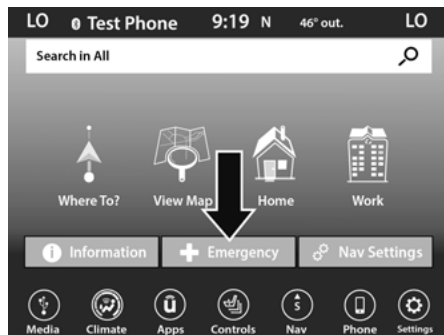 LO Test Phone 9:19 N 46° out. LO
Search in All
Where To? View Map Home Work
Information Emergency Nav Settings
ū S
Media Climate Apps Controls Nav Phone Settings